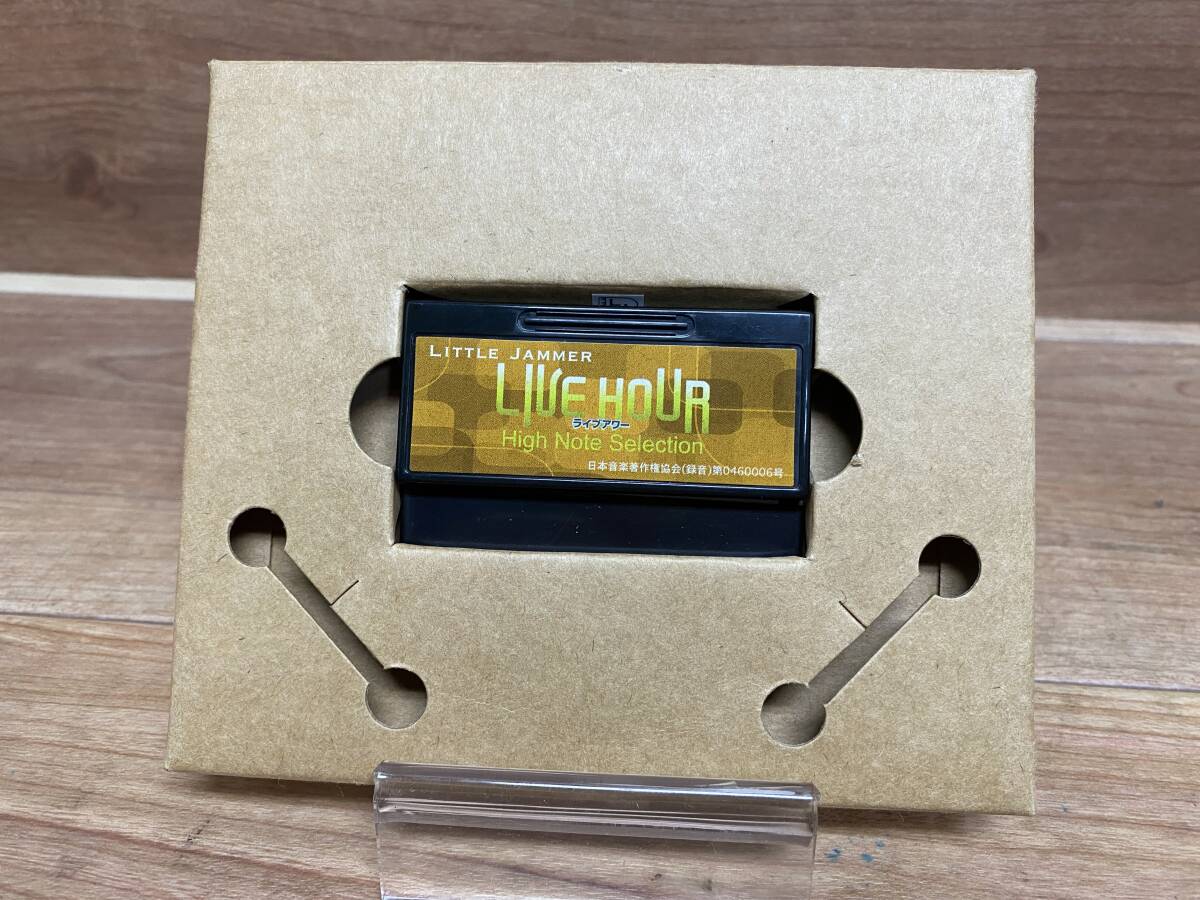 LITTLE JAMMER
LIVE HOUR
ライブアワー
High Note Selection
日本音楽著作権協会(録音)第0460006号